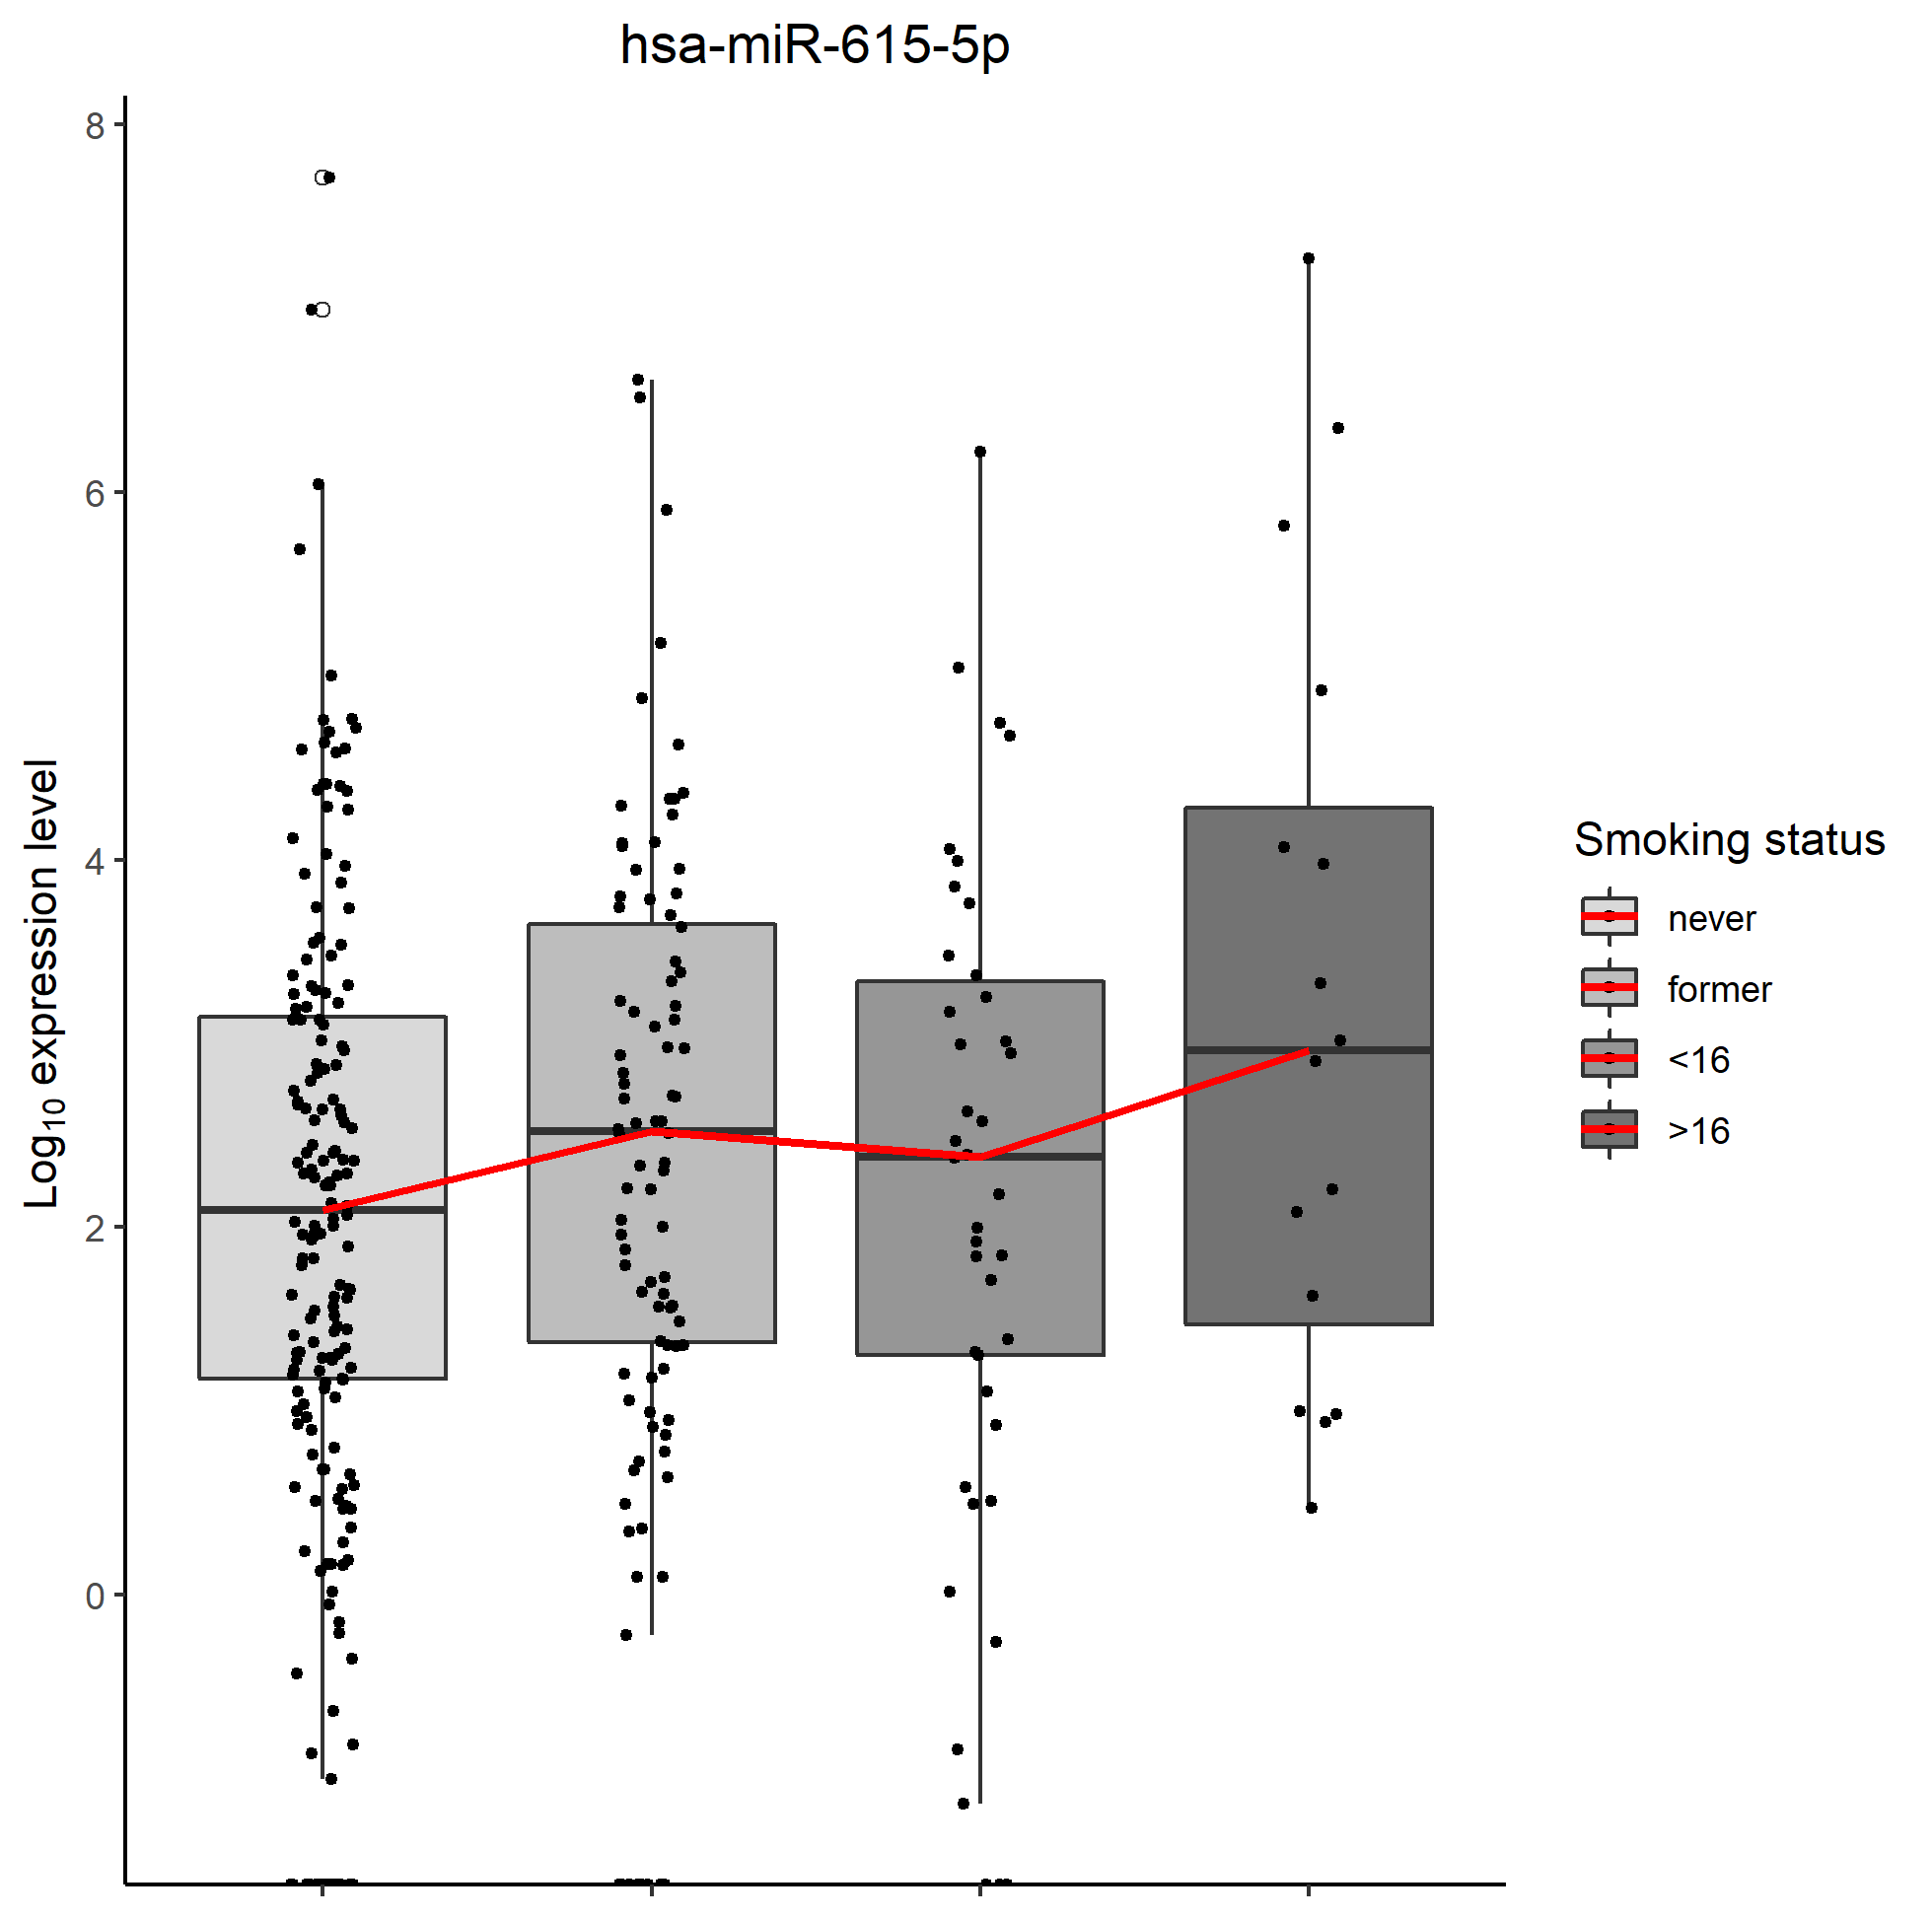 hsa-miR-615-5p
8
6
4
2
0
Log₁₀ expression level
Smoking status
never
former
<16
>16